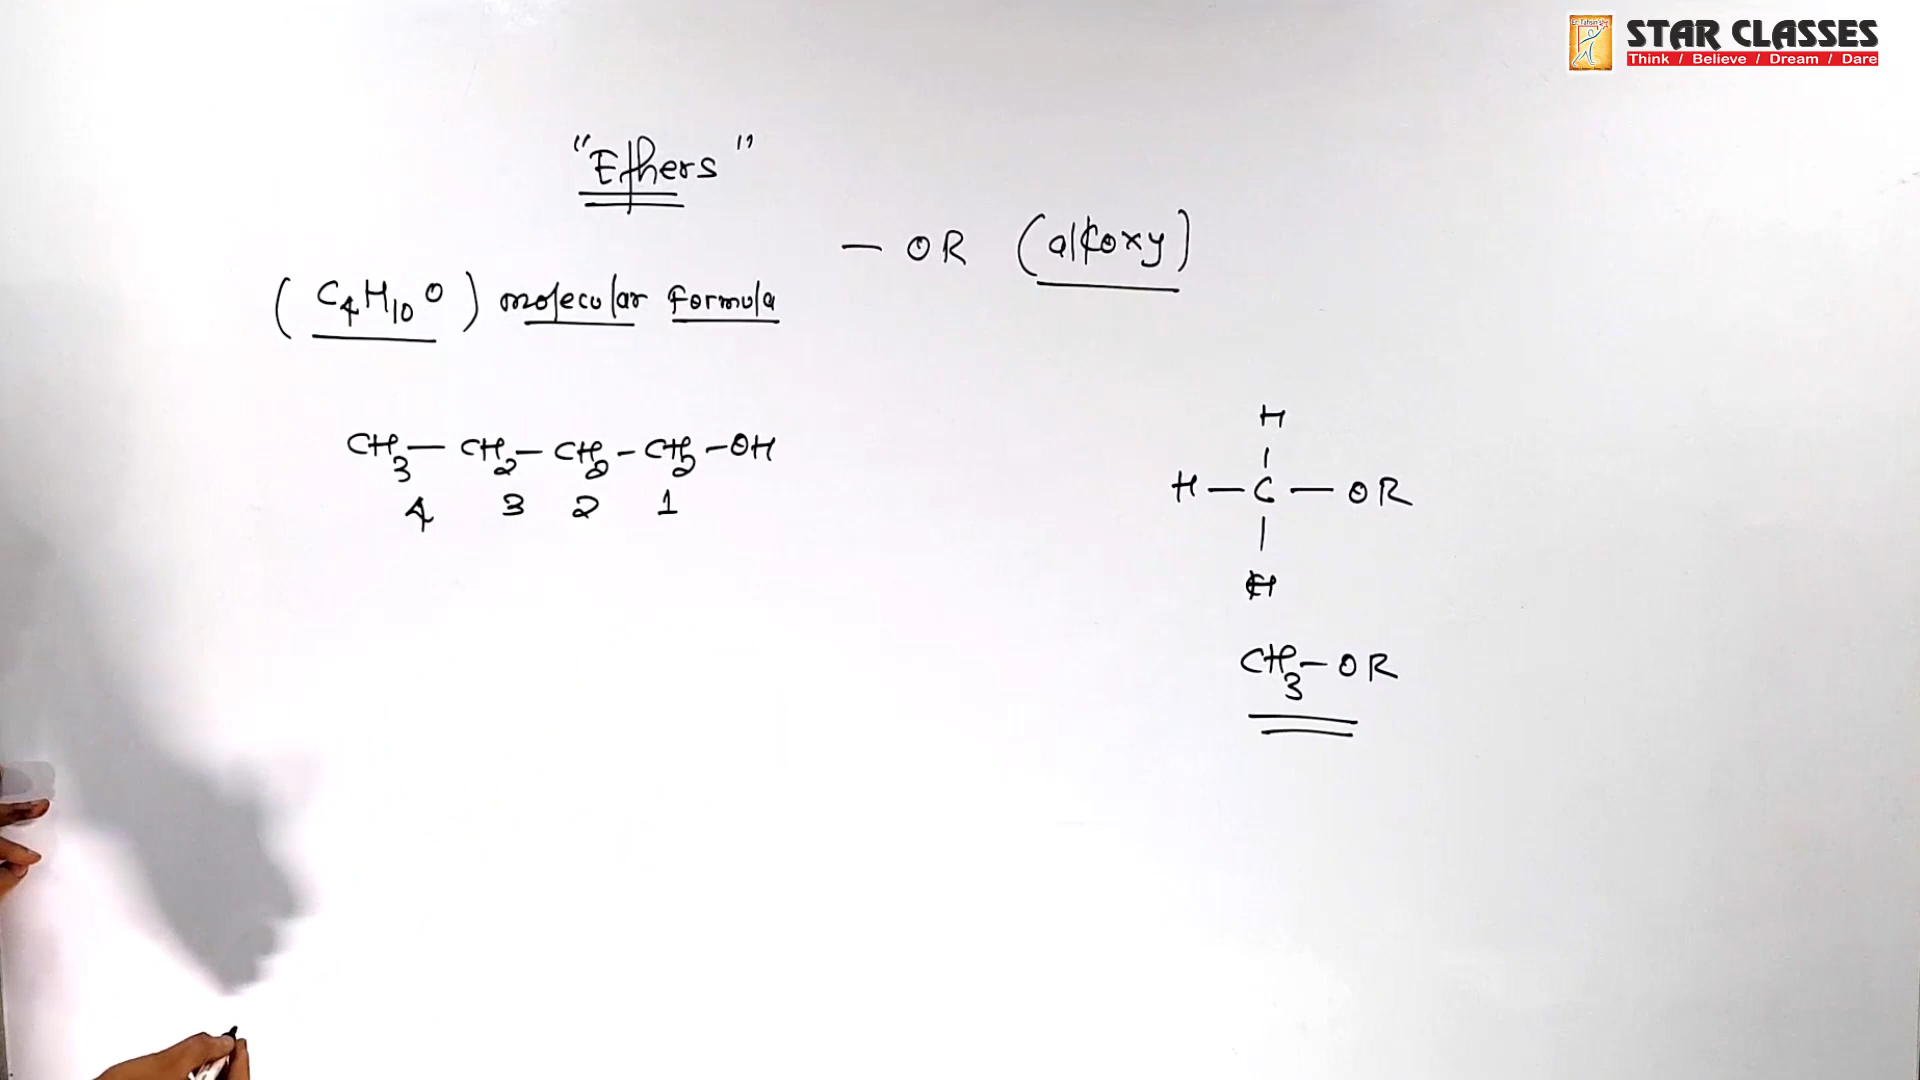 STAR CLASSES
Think / Believe / Dream / Dare
"Ethers"
— OR (alkoxy)
(C₄H₁₀O) molecular formula
CH₃— CH₂— CH₂ – CH₂ – OH
4 3 2 1
H
H — C — OR
H
CH₃ – OR